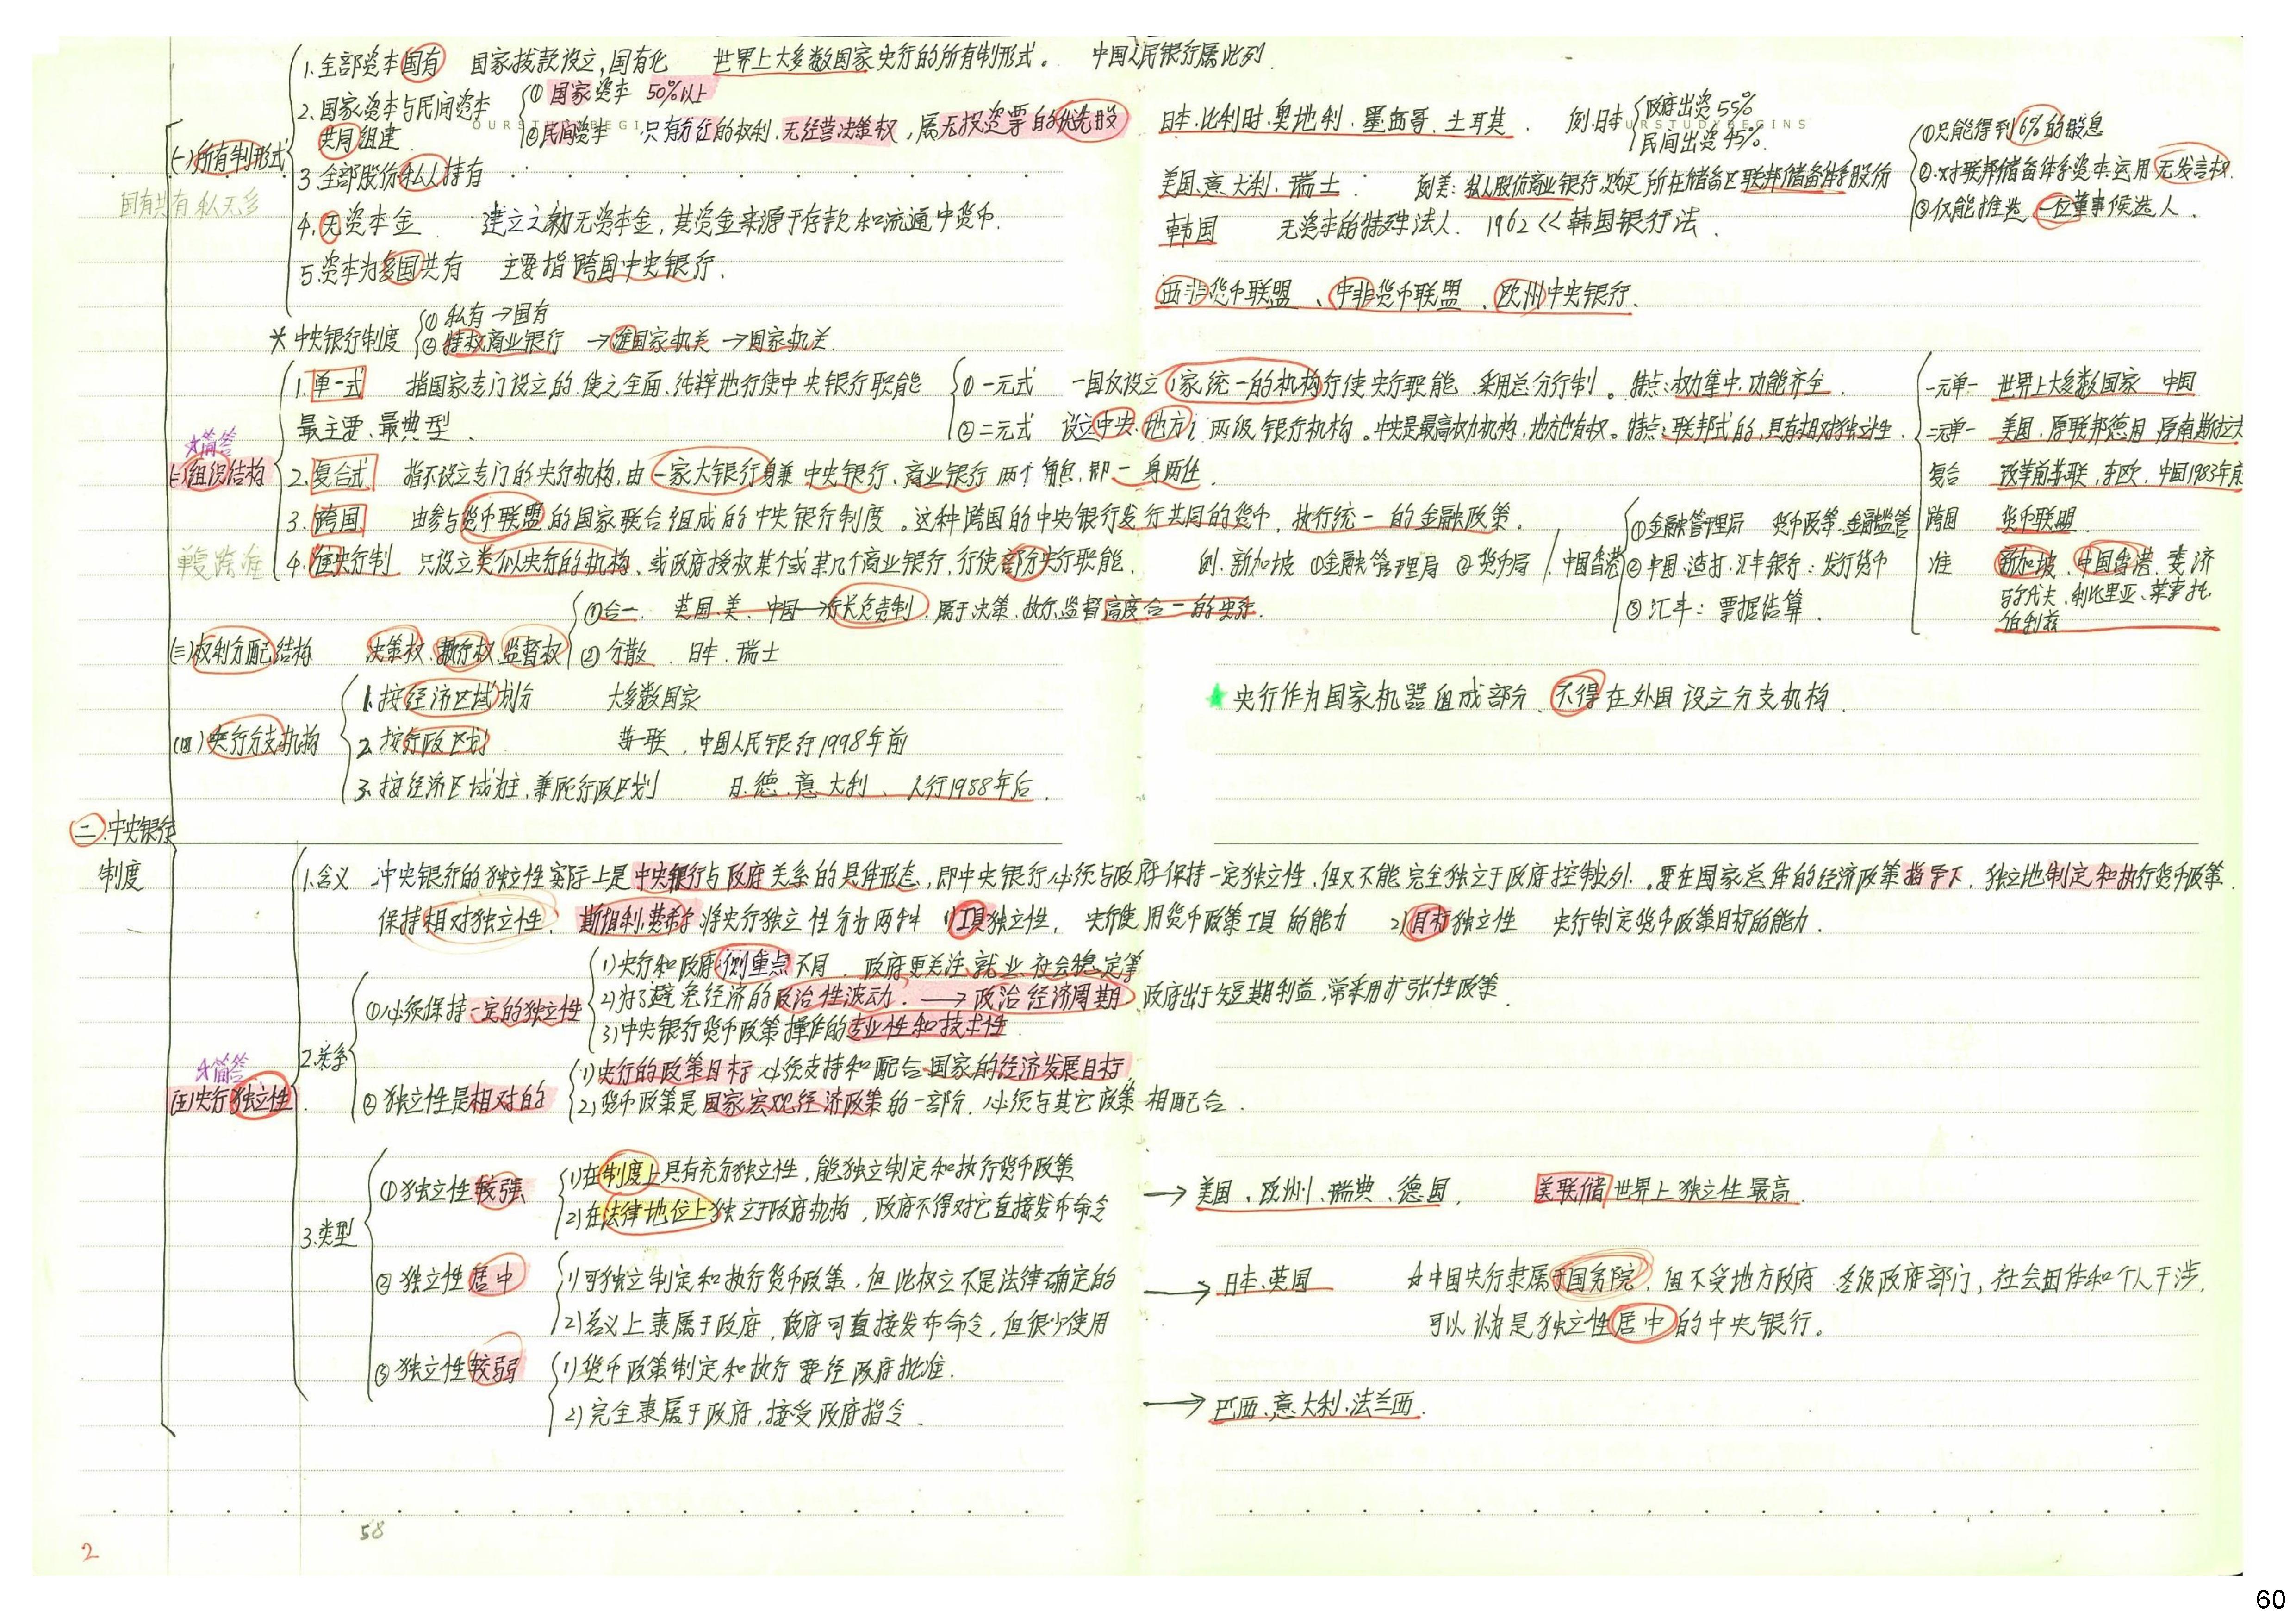 1.全部资本国有 国家拨款设立,国有化 世界上大多数国家央行的所有制形式。 中国人民银行属此列
2.国家资本与民间资本共同组建
①国家资本 50%以上
②民间资本 只有分红的权利,无经营决策权,属无投资票的优先股
日本、比利时、奥地利、墨西哥、土耳其 例:日本
政府出资55%
民间出资45%
OURSTUDYBEGINS
URSTUDYBEGINS
(一)所有制形式
国有共有私无多
3.全部股份私人持有
美国、意大利、瑞士: 例美:私人股份商业银行,购买所在储备区联邦储备体系股份
①只能得到6%的股息
②对联邦储备体系资本运用无发言权
③仅能推选一位董事候选人.
4.无资本金 建立之初无资本金,其资金来源于存款和流通中货币.
韩国 无资本的特殊法人. 1962<<韩国银行法.
5.资本为多国共有 主要指跨国中央银行.
西非货币联盟、中非货币联盟、欧州中央银行.
*中央银行制度
①私有→国有
②特权商业银行 →准国家机关→国家机关.
1.单一式 指国家专门设立的,使之全面、纯粹地行使中央银行职能
最主要、最典型.
①一元式 一国仅设立1家统一的机构行使央行职能 采用总分行制。特点:权力集中,功能齐全.
②二元式 设立中央、地方 两级银行机构。中央是最高权力机构,地方也有权。特点:联邦式的,具有相对独立性.
一元单一 世界上大多数国家 中国
二元单一 美国、原联邦德国 原南斯拉夫
☆简答
(二)组织结构
单复跨准
2.复合式 指不设立专门的央行机构,由一家大银行身兼中央银行、商业银行两个角色,即一身两任.
复合 改革前苏联,东欧,中国1983年前
3.跨国 由参与货币联盟的国家联合组成的中央银行制度。这种跨国的中央银行发行共同的货币,执行统一的金融政策.
跨国 货币联盟.
4.准央行制 只设立类似央行的机构、或政府授权某个或某几个商业银行,行使部分央行职能.
例.新加坡 ①金融管理局 ②货币局 / 中国香港
①金融管理局 货币政策、金融监管
②中国、渣打、汇丰银行:发行货币
③汇丰:票据结算.
准 新加坡、中国香港、斐济
马尔代夫、利比里亚、莱索托
伯利兹
(三)权利分配结构 决策权、执行权、监督权
①合一 英国、美、中国→行长负责制 属于决策、执行、监督高度合一的央行.
②分散 日本、瑞士
(四)央行分支机构
1.按经济区域划分 大多数国家
2.按行政区划 苏联,中国人民银行1998年前
3.按经济区域为主,兼顾行政区划 日、德、意大利、人行1988年后.
★央行作为国家机器组成部分、不得在外国设立分支机构.
二.中央银行制度
1.含义 中央银行的独立性实际上是中央银行与政府关系的具体形态,即中央银行必须与政府保持一定独立性,但又不能完全独立于政府控制外.。要在国家总体的经济政策指导下,独立地制定和执行货币政策.
保持相对独立性. 斯坦利·费希尔将央行独立性分为两种 1)工具独立性, 央行使用货币政策工具的能力 2)目标独立性 央行制定货币政策目标的能力.
☆简答
(五)央行独立性
2.关系
①必须保持一定的独立性
1)央行和政府侧重点不同. 政府更关注就业,社会稳定等
2)为了避免经济的政治性波动.→政治经济周期 政府出于短期利益,常采用扩张性政策.
3)中央银行货币政策操作的专业性和技术性.
②独立性是相对的
1)央行的政策目标必须支持和配合国家的经济发展目标
2)货币政策是国家宏观经济政策的一部分,必须与其它政策相配合.
3.类型
①独立性较强
1)在制度上具有充分独立性,能独立制定和执行货币政策
2)在法律地位上独立于政府机构,政府不得对它直接发布命令
→美国、欧州、瑞典、德国. 美联储世界上独立性最高.
②独立性居中
1)可独立制定和执行货币政策,但此权立不是法律确定的
2)名义上隶属于政府,政府可直接发布命令,但很少使用
→日本、英国 ☆中国央行隶属于国务院,但不受地方政府 各级政府部门,社会团体和个人干涉.
可以认为是独立性居中的中央银行。
③独立性较弱
1)货币政策制定和执行要经政府批准.
2)完全隶属于政府,接受政府指令.
→巴西、意大利、法兰西.
58
2
60